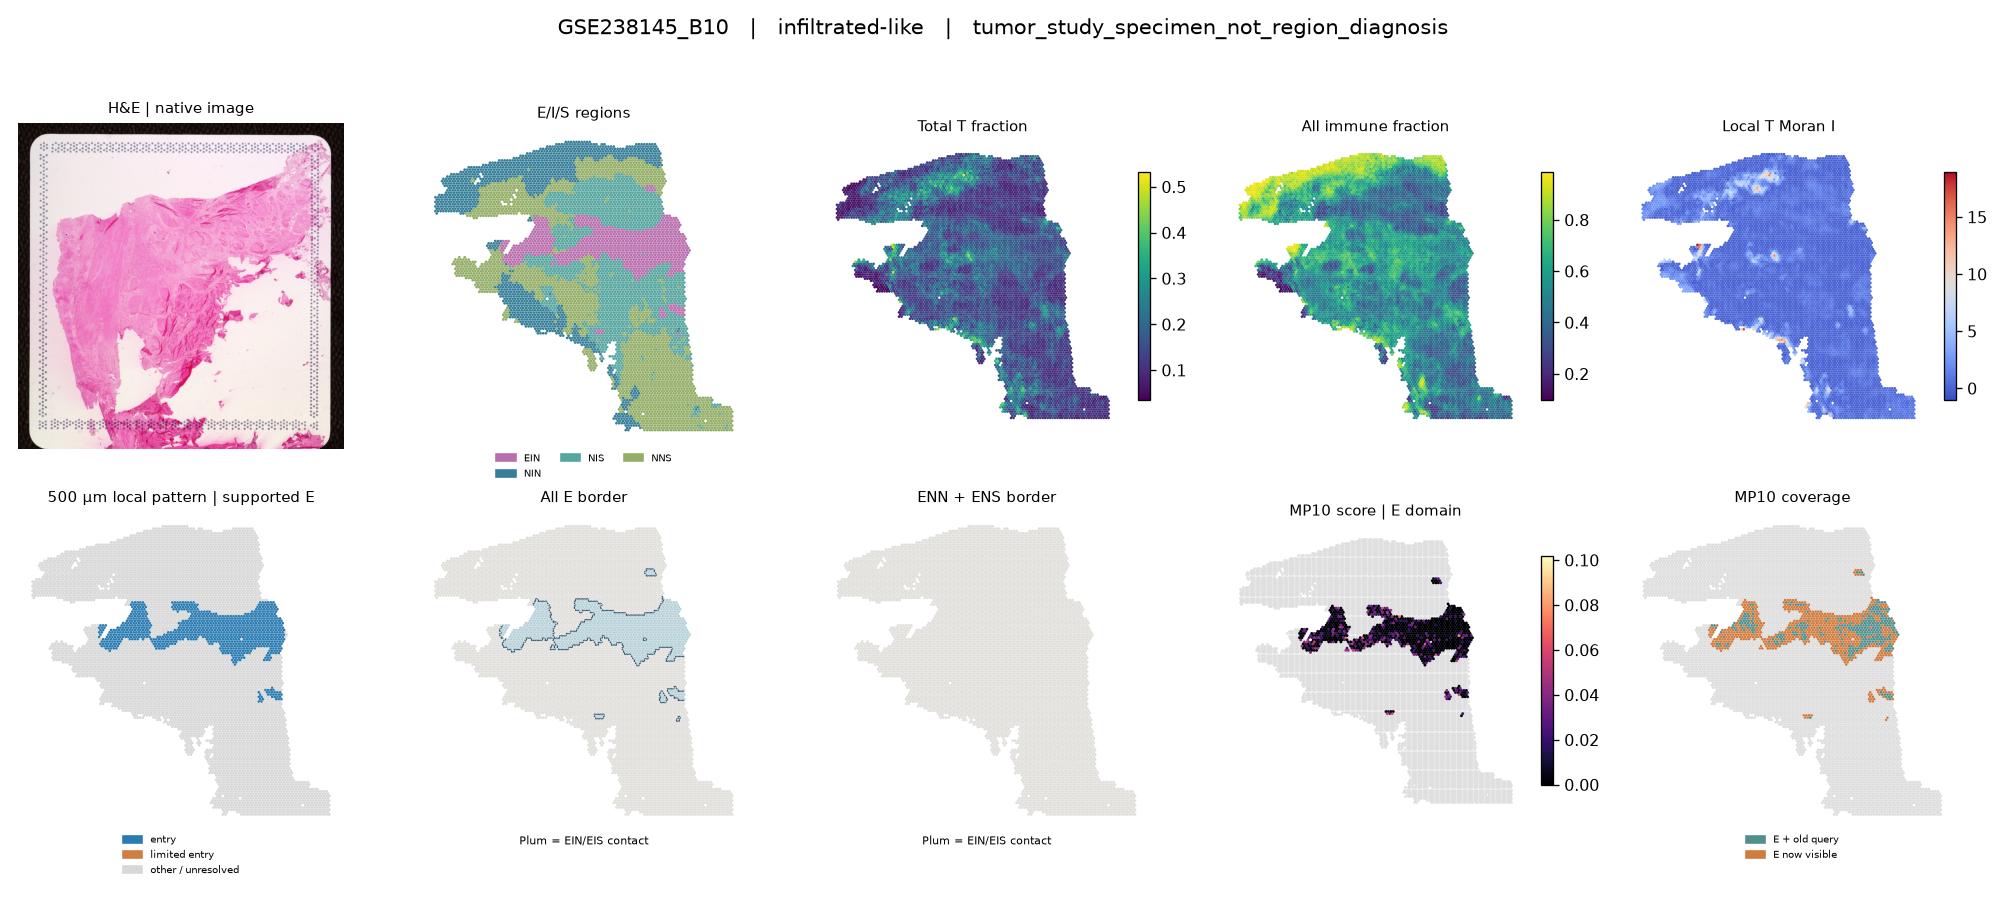 GSE238145_B10   |   infiltrated-like   |   tumor_study_specimen_not_region_diagnosis
H&E | native image
E/I/S regions
EIN
NIS
NNS
NIN
Total T fraction
0.5
0.4
0.3
0.2
0.1
All immune fraction
0.8
0.6
0.4
0.2
Local T Moran I
15
10
5
0
500 µm local pattern | supported E
entry
limited entry
other / unresolved
All E border
Plum = EIN/EIS contact
ENN + ENS border
Plum = EIN/EIS contact
MP10 score | E domain
0.10
0.08
0.06
0.04
0.02
0.00
MP10 coverage
E + old query
E now visible